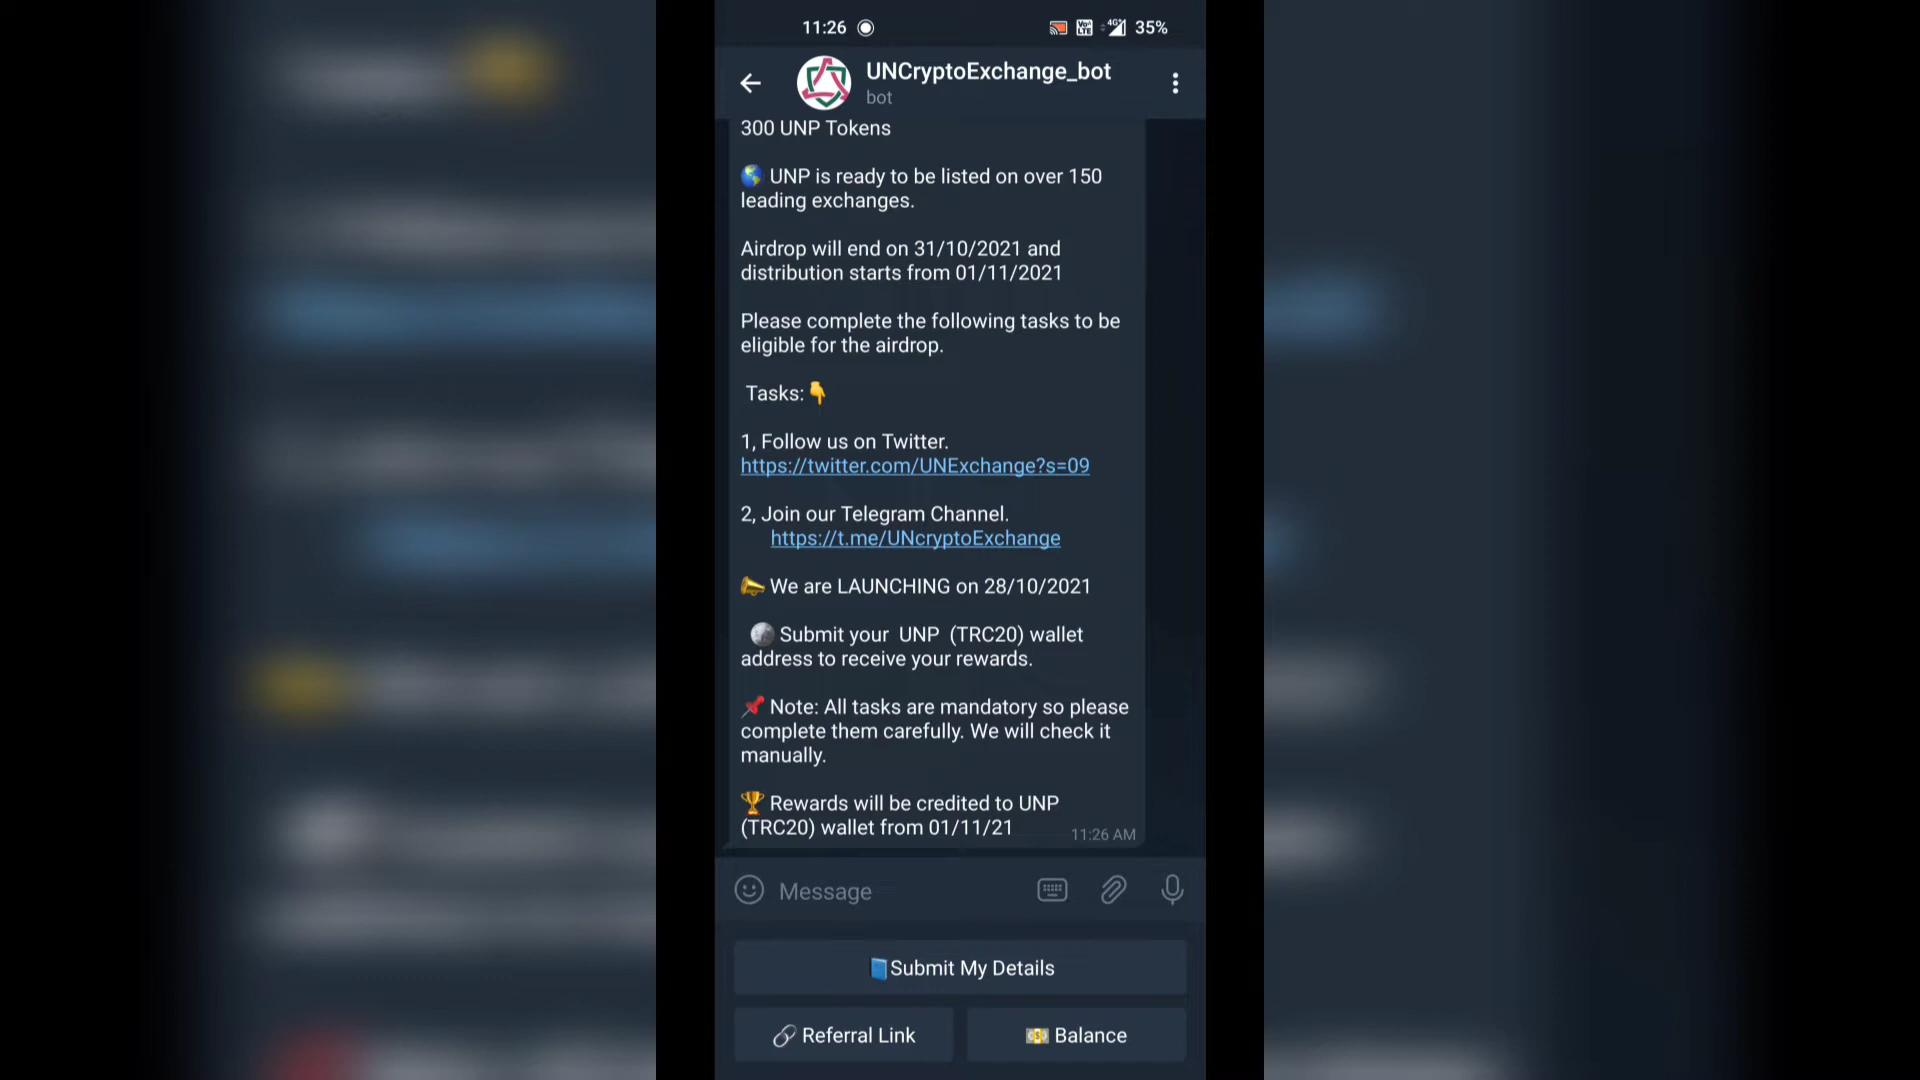 11:26
4G+
35%
UNCryptoExchange_bot
bot
300 UNP Tokens
🌎 UNP is ready to be listed on over 150
leading exchanges.
Airdrop will end on 31/10/2021 and
distribution starts from 01/11/2021
Please complete the following tasks to be
eligible for the airdrop.
Tasks:👇
1, Follow us on Twitter.
https://twitter.com/UNExchange?s=09
2, Join our Telegram Channel.
https://t.me/UNcryptoExchange
📣 We are LAUNCHING on 28/10/2021
🌕 Submit your  UNP  (TRC20) wallet
address to receive your rewards.
📌 Note: All tasks are mandatory so please
complete them carefully. We will check it
manually.
🏆 Rewards will be credited to UNP
(TRC20) wallet from 01/11/21
11:26 AM
Message
📘Submit My Details
🔗 Referral Link
💵 Balance